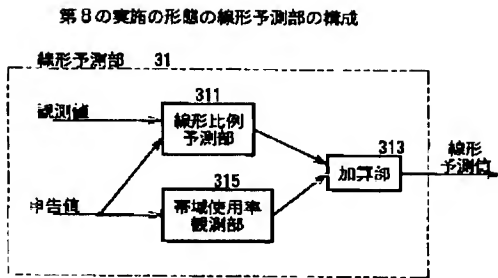 第8の実施の形態の線形予測部の構成
線形予測部 31
観測値
311
線形比例
予測部
313
加算部
線形
予測値
申告値
315
帯域使用率
観測部